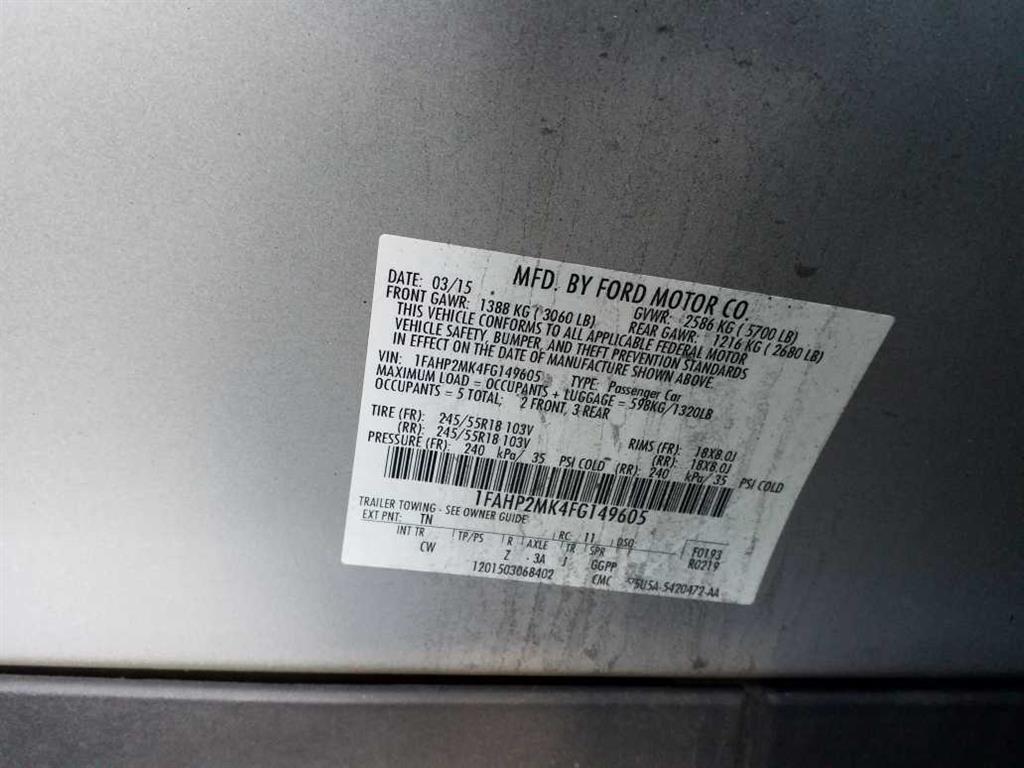 MFD. BY FORD MOTOR CO.
DATE: 03/15 GVWR: 2586 KG ( 5700 LB)
FRONT GAWR: 1388 KG ( 3060 LB) REAR GAWR: 1216 KG ( 2680 LB)
THIS VEHICLE CONFORMS TO ALL APPLICABLE FEDERAL MOTOR
VEHICLE SAFETY, BUMPER, AND THEFT PREVENTION STANDARDS
IN EFFECT ON THE DATE OF MANUFACTURE SHOWN ABOVE.
VIN: 1FAHP2MK4FG149605 TYPE: Passenger Car
MAXIMUM LOAD = OCCUPANTS + LUGGAGE = 598KG/1320LB
OCCUPANTS = 5 TOTAL; 2 FRONT, 3 REAR
TIRE (FR): 245/55R18 103V RIMS (FR): 18X8.0J
(RR): 245/55R18 103V (RR): 18X8.0J
PRESSURE (FR): 240 kPa/ 35 PSI COLD (RR): 240 kPa/ 35 PSI COLD
1FAHP2MK4FG149605
TRAILER TOWING - SEE OWNER GUIDE
EXT PNT: TN RC: 11 DSO: F0193
INT TR TP/PS R AXLE TR SPR R0219
CW Z 3A J GGPP
1201503068402 CMC 5U5A-5420472-AA